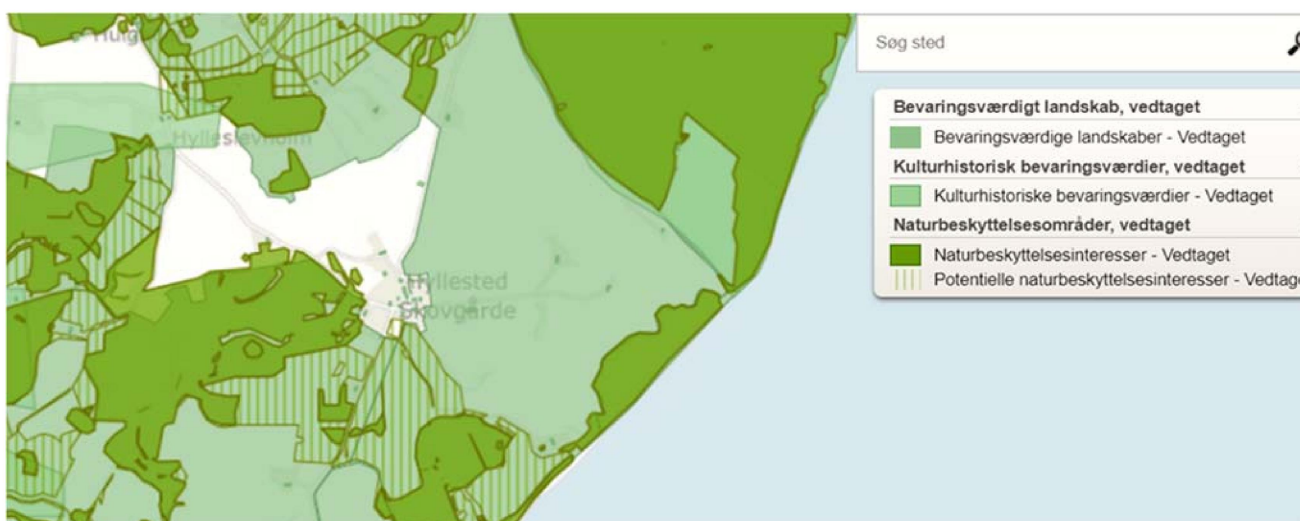 Søg sted
Bevaringsværdigt landskab, vedtaget
Bevaringsværdige landskaber - Vedtaget
Kulturhistorisk bevaringsværdier, vedtaget
Kulturhistoriske bevaringsværdier - Vedtaget
Naturbeskyttelsesområder, vedtaget
Naturbeskyttelsesinteresser - Vedtaget
Potentielle naturbeskyttelsesinteresser - Vedtage
Hylleslevholm
Hyllested
Skovgårde